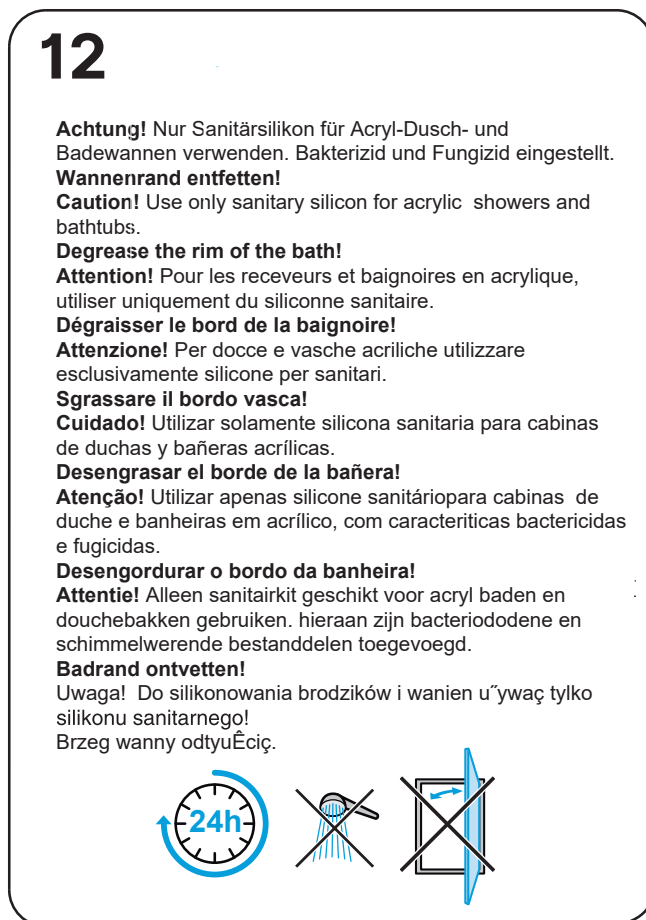 12
Achtung! Nur Sanitärsilikon für Acryl-Dusch- und
Badewannen verwenden. Bakterizid und Fungizid eingestellt.
Wannenrand entfetten!
Caution! Use only sanitary silicon for acrylic showers and
bathtubs.
Degrease the rim of the bath!
Attention! Pour les receveurs et baignoires en acrylique,
utiliser uniquement du siliconne sanitaire.
Dégraisser le bord de la baignoire!
Attenzione! Per docce e vasche acriliche utilizzare
esclusivamente silicone per sanitari.
Sgrassare il bordo vasca!
Cuidado! Utilizar solamente silicona sanitaria para cabinas
de duchas y bañeras acrílicas.
Desengrasar el borde de la bañera!
Atenção! Utilizar apenas silicone sanitáriopara cabinas de
duche e banheiras em acrílico, com caracteriticas bactericidas
e fugicidas.
Desengordurar o bordo da banheira!
Attentie! Alleen sanitairkit geschikt voor acryl baden en
douchebakken gebruiken. hieraan zijn bacteriododene en
schimmelwerende bestanddelen toegevoegd.
Badrand ontvetten!
Uwaga! Do silikonowania brodzików i wanien u˝ywaç tylko
silikonu sanitarnego!
Brzeg wanny odtyuÊciç.
24h